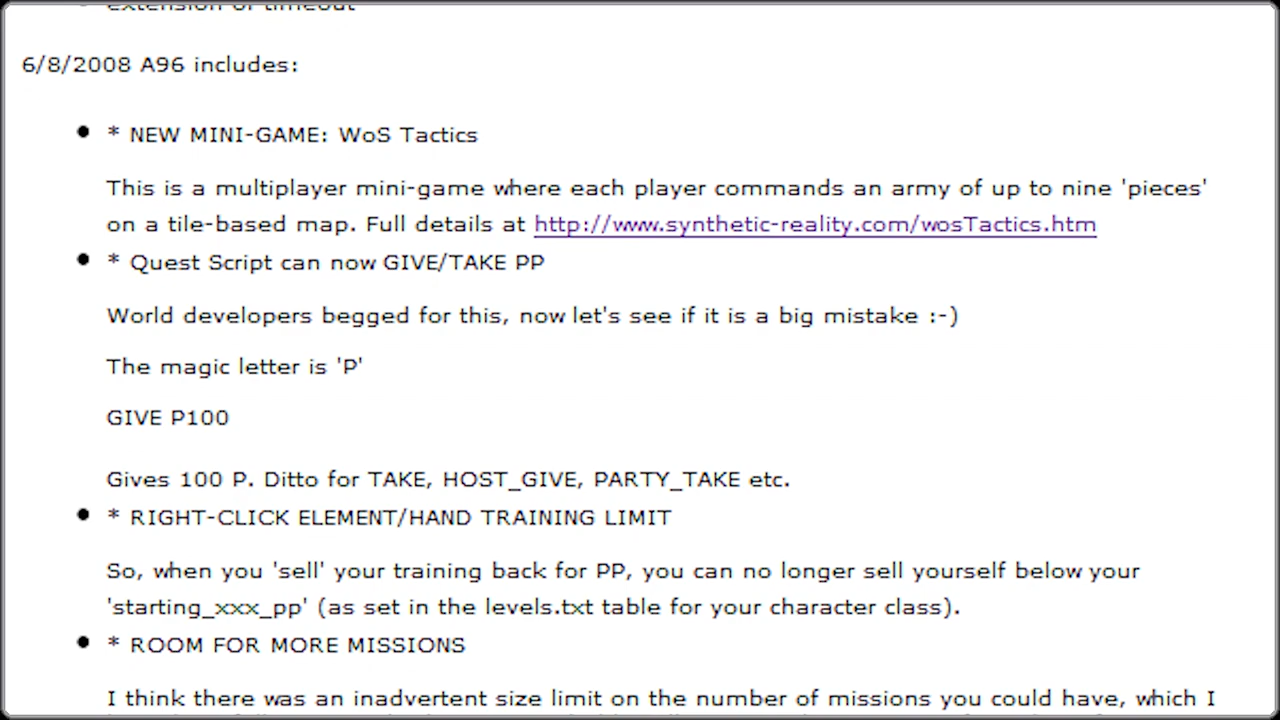 extension of timeout
6/8/2008 A96 includes:
* NEW MINI-GAME: WoS Tactics
This is a multiplayer mini-game where each player commands an army of up to nine 'pieces'
on a tile-based map. Full details at http://www.synthetic-reality.com/wosTactics.htm
* Quest Script can now GIVE/TAKE PP
World developers begged for this, now let's see if it is a big mistake :-)
The magic letter is 'P'
GIVE P100
Gives 100 P. Ditto for TAKE, HOST_GIVE, PARTY_TAKE etc.
* RIGHT-CLICK ELEMENT/HAND TRAINING LIMIT
So, when you 'sell' your training back for PP, you can no longer sell yourself below your
'starting_xxx_pp' (as set in the levels.txt table for your character class).
* ROOM FOR MORE MISSIONS
I think there was an inadvertent size limit on the number of missions you could have, which I